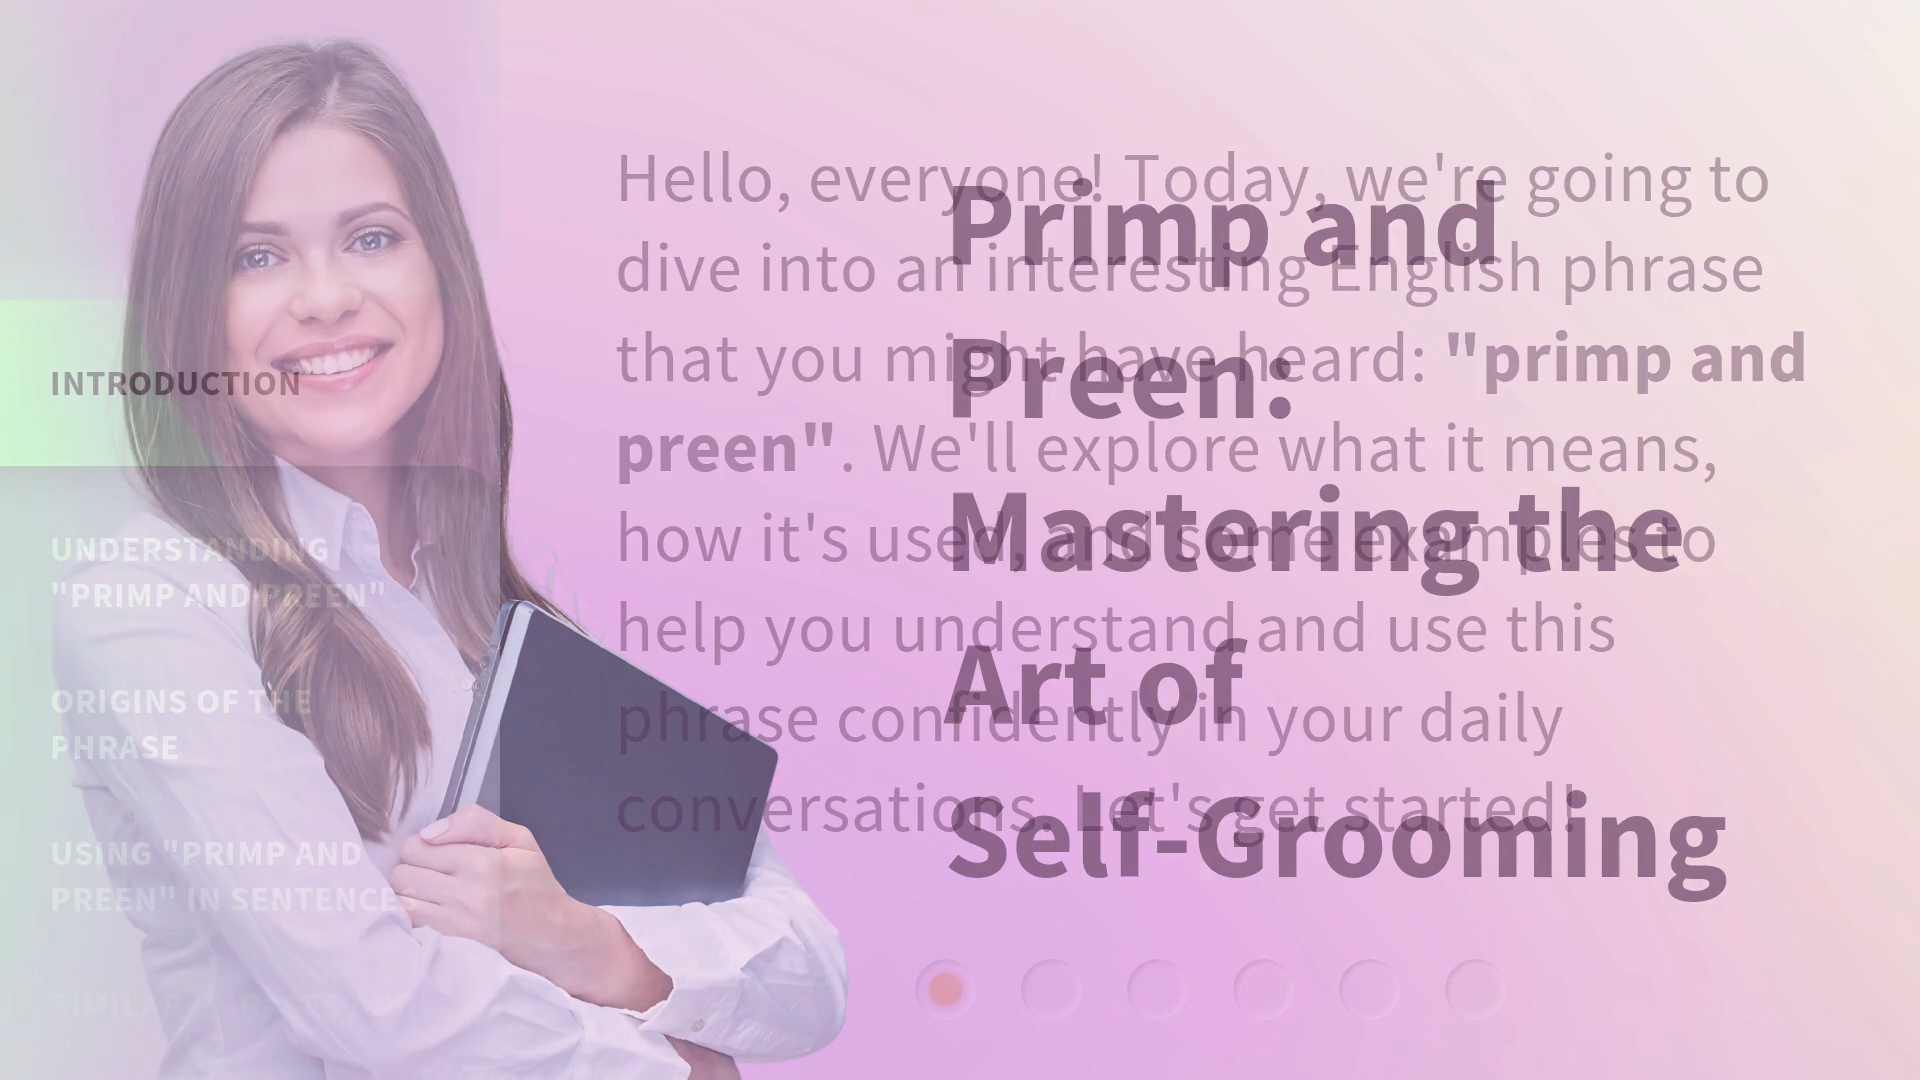 Primp and
Preen:
Mastering the
Art of
Self-Grooming
Hello, everyone! Today, we're going to
dive into an interesting English phrase
that you might have heard: "primp and
preen". We'll explore what it means,
how it's used, and some examples to
help you understand and use this
phrase confidently in your daily
conversations. Let's get started!
INTRODUCTION
UNDERSTANDING
"PRIMP AND PREEN"
ORIGINS OF THE
PHRASE
USING "PRIMP AND
PREEN" IN SENTENCES